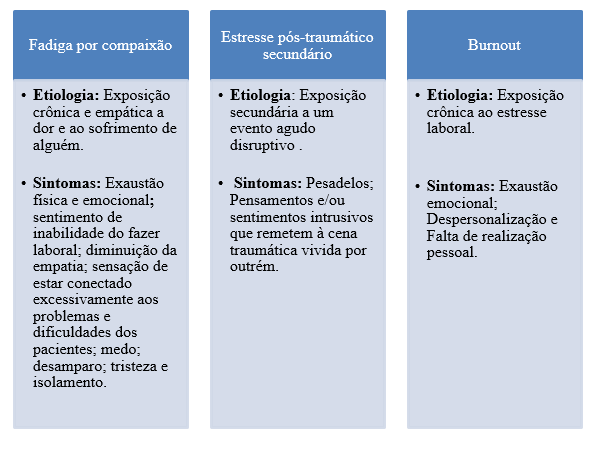 Fadiga por compaixão
• Etiologia: Exposição
crônica e empática a
dor e ao sofrimento de
alguém.
• Sintomas: Exaustão
física e emocional;
sentimento de
inabilidade do fazer
laboral; diminuição da
empatia; sensação de
estar conectado
excessivamente aos
problemas e
dificuldades dos
pacientes; medo;
desamparo; tristeza e
isolamento.
Estresse pós-traumático
secundário
• Etiologia: Exposição
secundária a um
evento agudo
disruptivo .
• Sintomas: Pesadelos;
Pensamentos e/ou
sentimentos intrusivos
que remetem à cena
traumática vivida por
outrém.
Burnout
• Etiologia: Exposição
crônica ao estresse
laboral.
• Sintomas: Exaustão
emocional;
Despersonalização e
Falta de realização
pessoal.